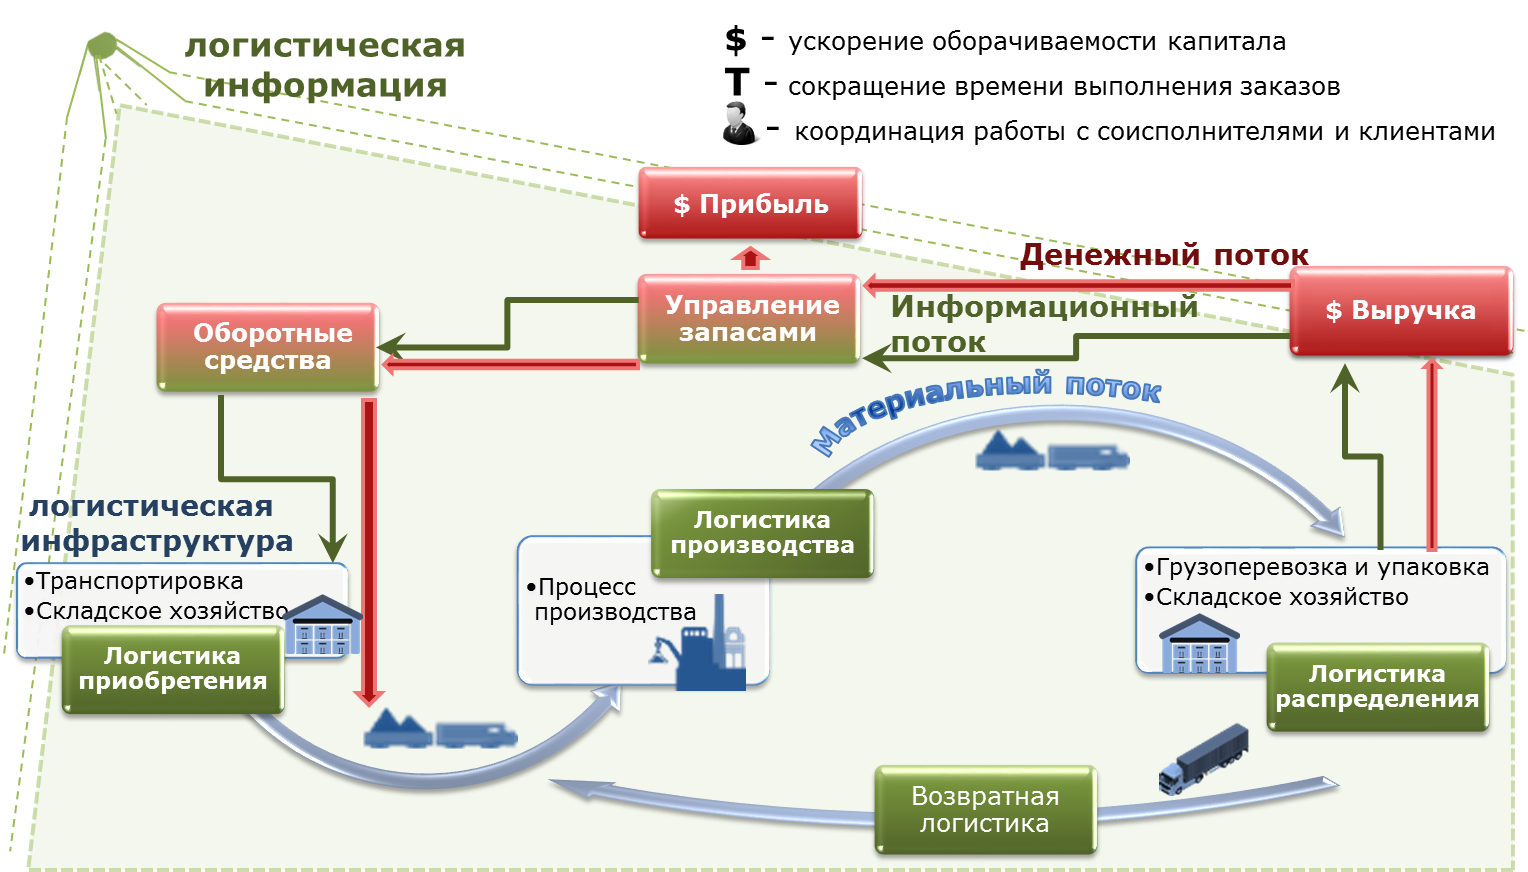 логистическая
информация
$ – ускорение оборачиваемости капитала
T – сокращение времени выполнения заказов
– координация работы с соисполнителями и клиентами
$ Прибыль
Денежный поток
$ Выручка
Управление
запасами
Информационный
поток
Оборотные
средства
Материальный поток
логистическая
инфраструктура
•Транспортировка
•Складское хозяйство
Логистика
приобретения
Логистика
производства
•Процесс
производства
•Грузоперевозка и упаковка
•Складское хозяйство
Логистика
распределения
Возвратная
логистика